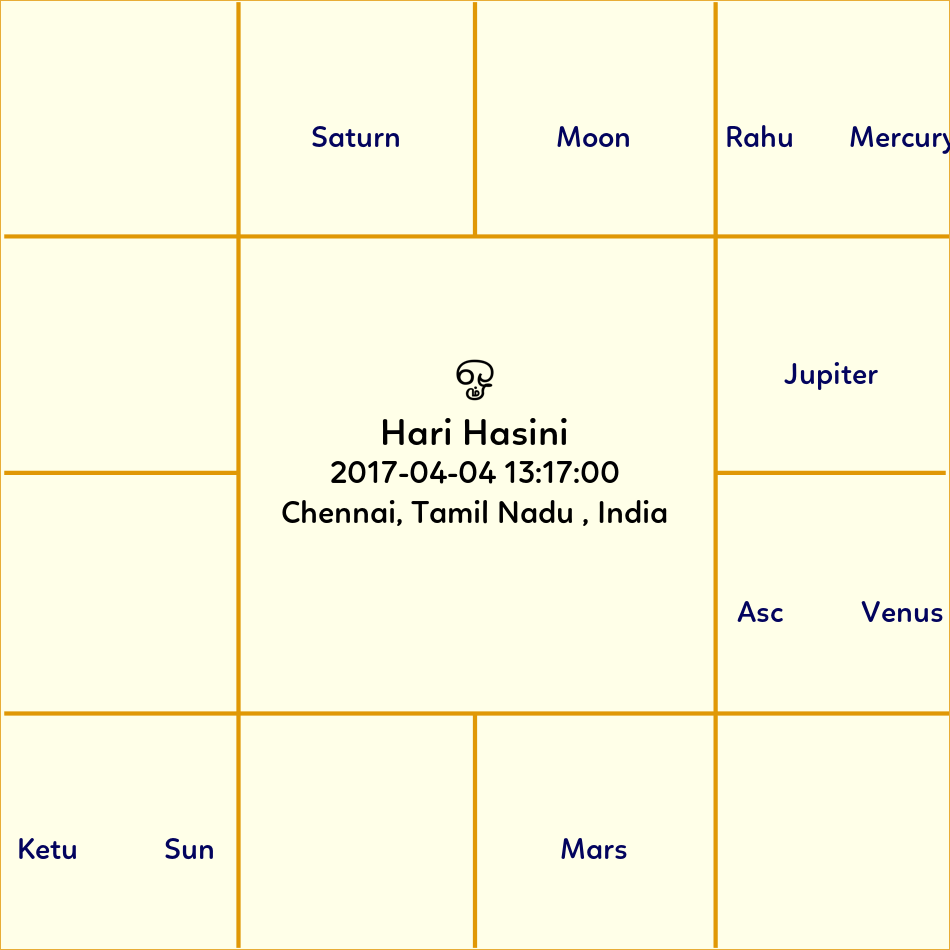 Saturn Moon Rahu Mercury
Jupiter
ௐ
Hari Hasini
2017-04-04 13:17:00
Chennai, Tamil Nadu , India
Asc Venus
Ketu Sun Mars